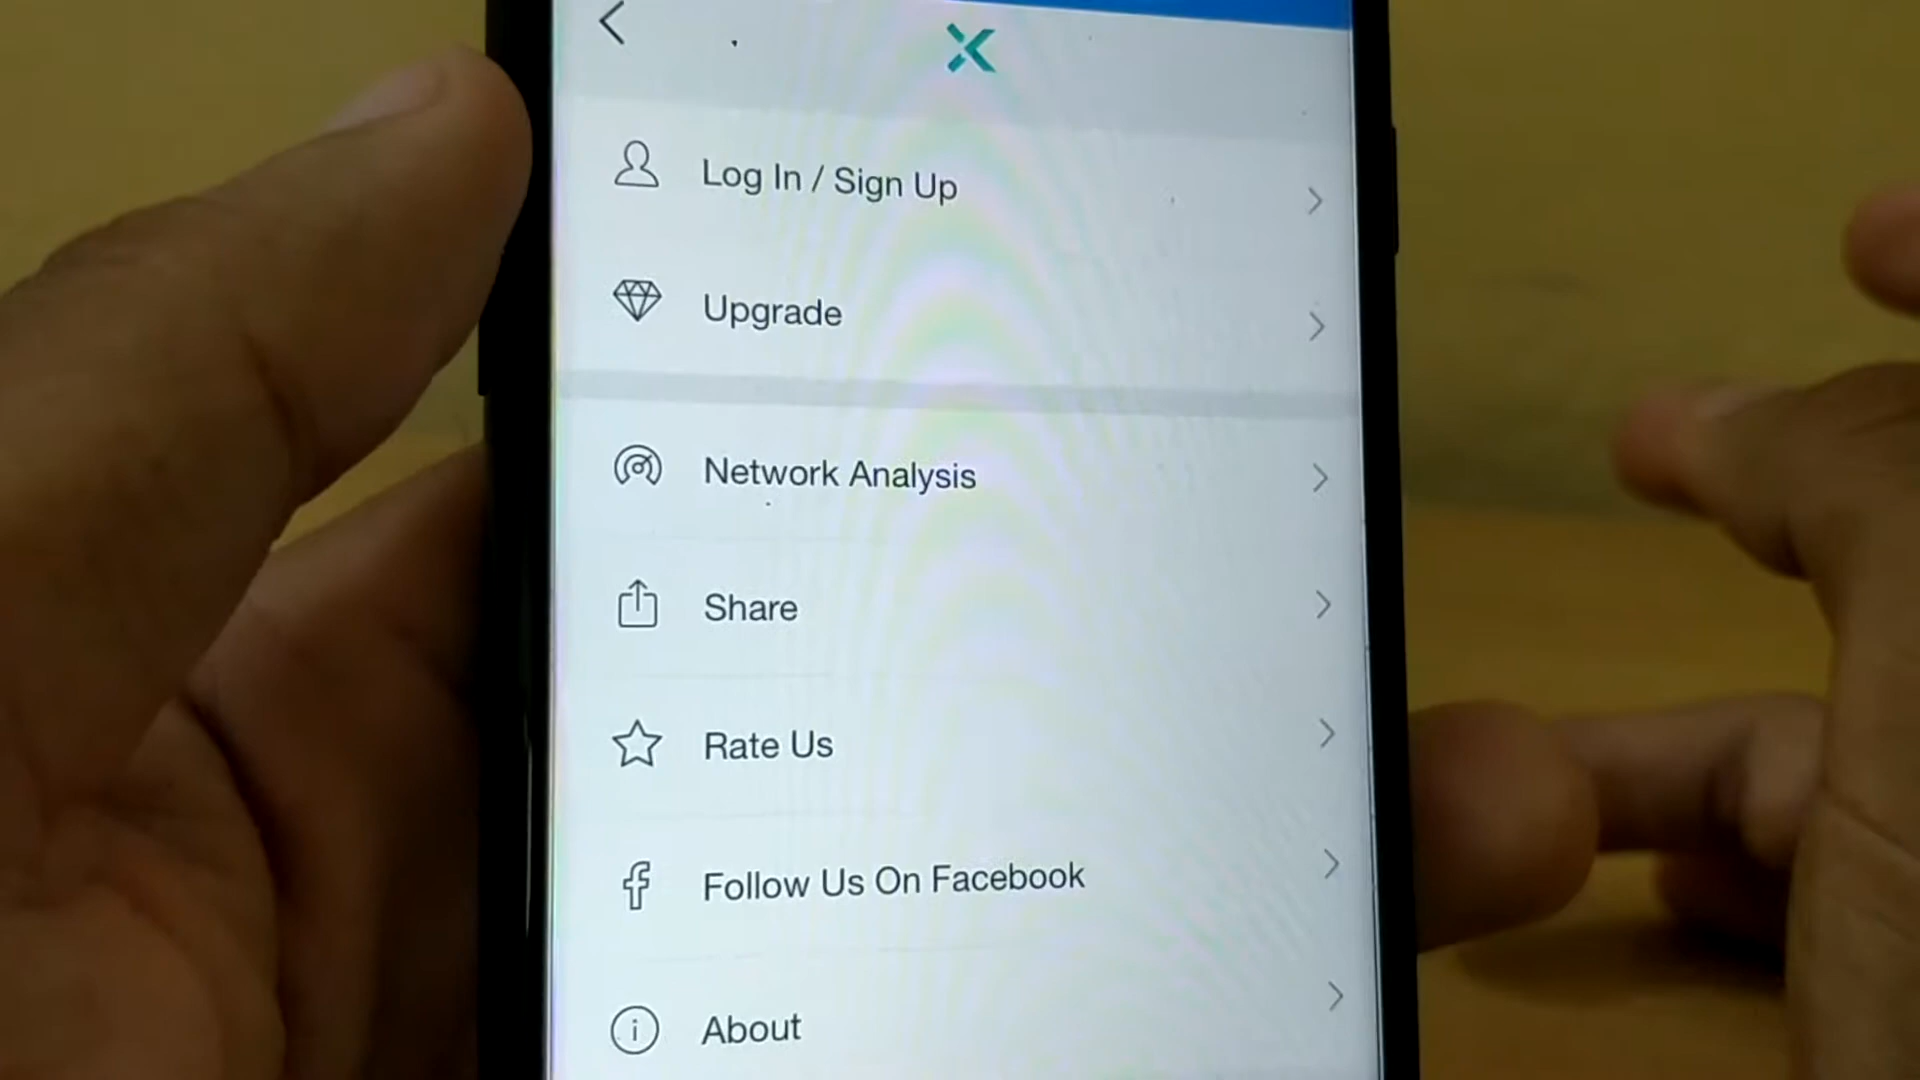 Log In / Sign Up
Upgrade
Network Analysis
Share
Rate Us
Follow Us On Facebook
About